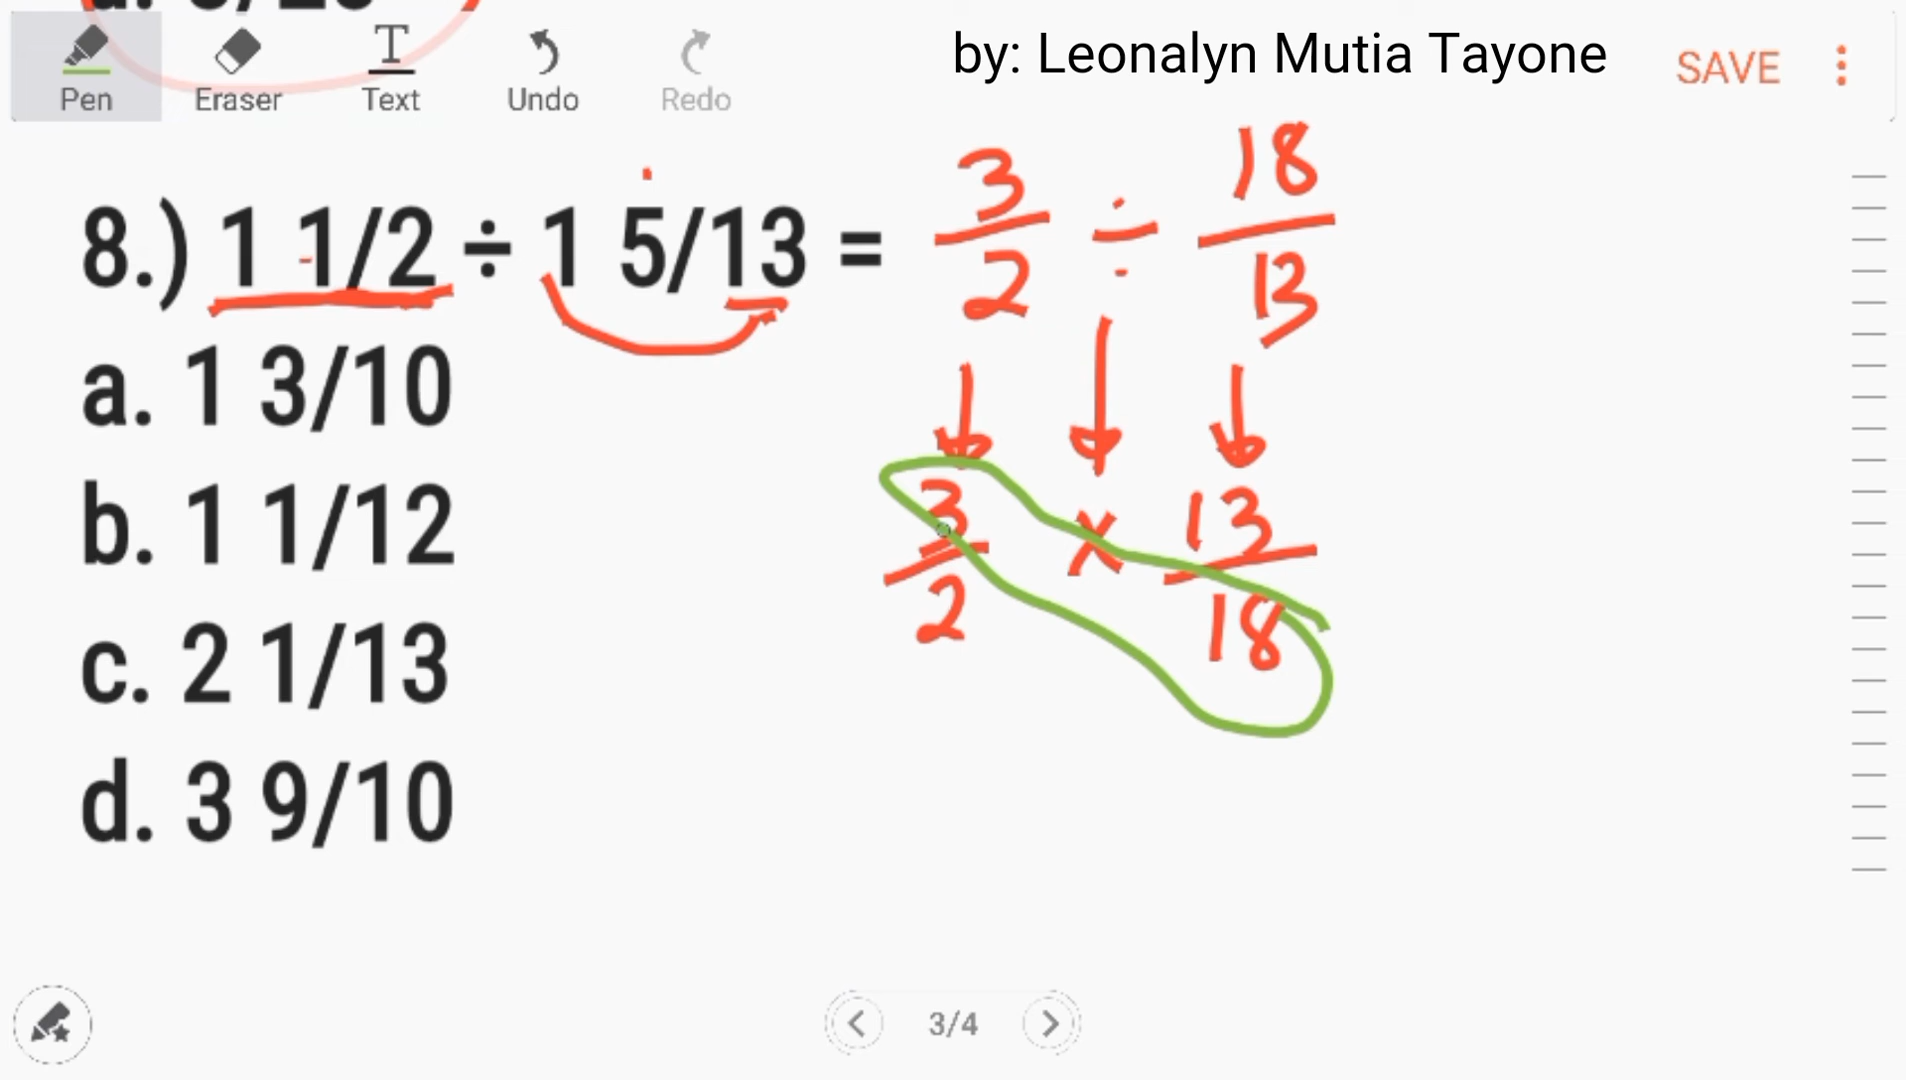 by: Leonalyn Mutia Tayone
SAVE
Pen Eraser Text Undo Redo
8.) 1 1/2 ÷ 1 5/13 = 3/2 ÷ 18/13
a. 1 3/10
b. 1 1/12
c. 2 1/13
d. 3 9/10
3/2 x 13/18
3/4